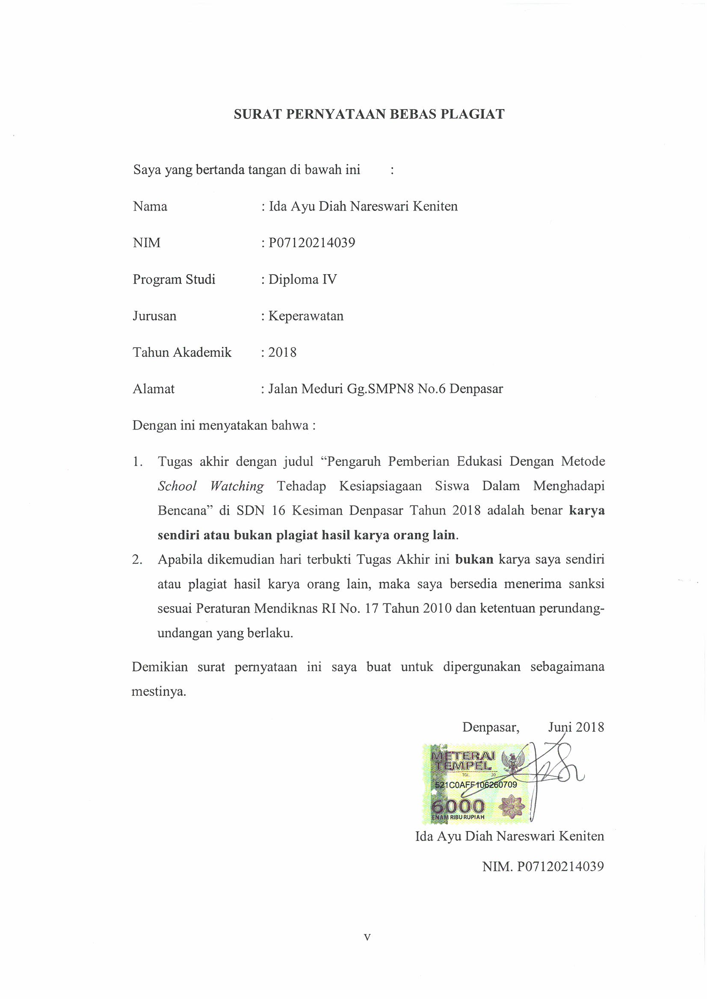 SURAT PERNYATAAN BEBAS PLAGIAT
Saya yang bertanda tangan di bawah ini :
Nama : Ida Ayu Diah Nareswari Keniten
NIM : P07120214039
Program Studi : Diploma IV
Jurusan : Keperawatan
Tahun Akademik : 2018
Alamat : Jalan Meduri Gg.SMPN8 No.6 Denpasar
Dengan ini menyatakan bahwa :
1. Tugas akhir dengan judul “Pengaruh Pemberian Edukasi Dengan Metode
School Watching Tehadap Kesiapsiagaan Siswa Dalam Menghadapi
Bencana” di SDN 16 Kesiman Denpasar Tahun 2018 adalah benar karya
sendiri atau bukan plagiat hasil karya orang lain.
2. Apabila dikemudian hari terbukti Tugas Akhir ini bukan karya saya sendiri
atau plagiat hasil karya orang lain, maka saya bersedia menerima sanksi
sesuai Peraturan Mendiknas RI No. 17 Tahun 2010 dan ketentuan perundang-
undangan yang berlaku.
Demikian surat pernyataan ini saya buat untuk dipergunakan sebagaimana
mestinya.
Denpasar, Juni 2018
METERAI
TEMPEL
TGL. 20
521C0AFF106260709
6000
ENAM RIBU RUPIAH
Ida Ayu Diah Nareswari Keniten
NIM. P07120214039
v